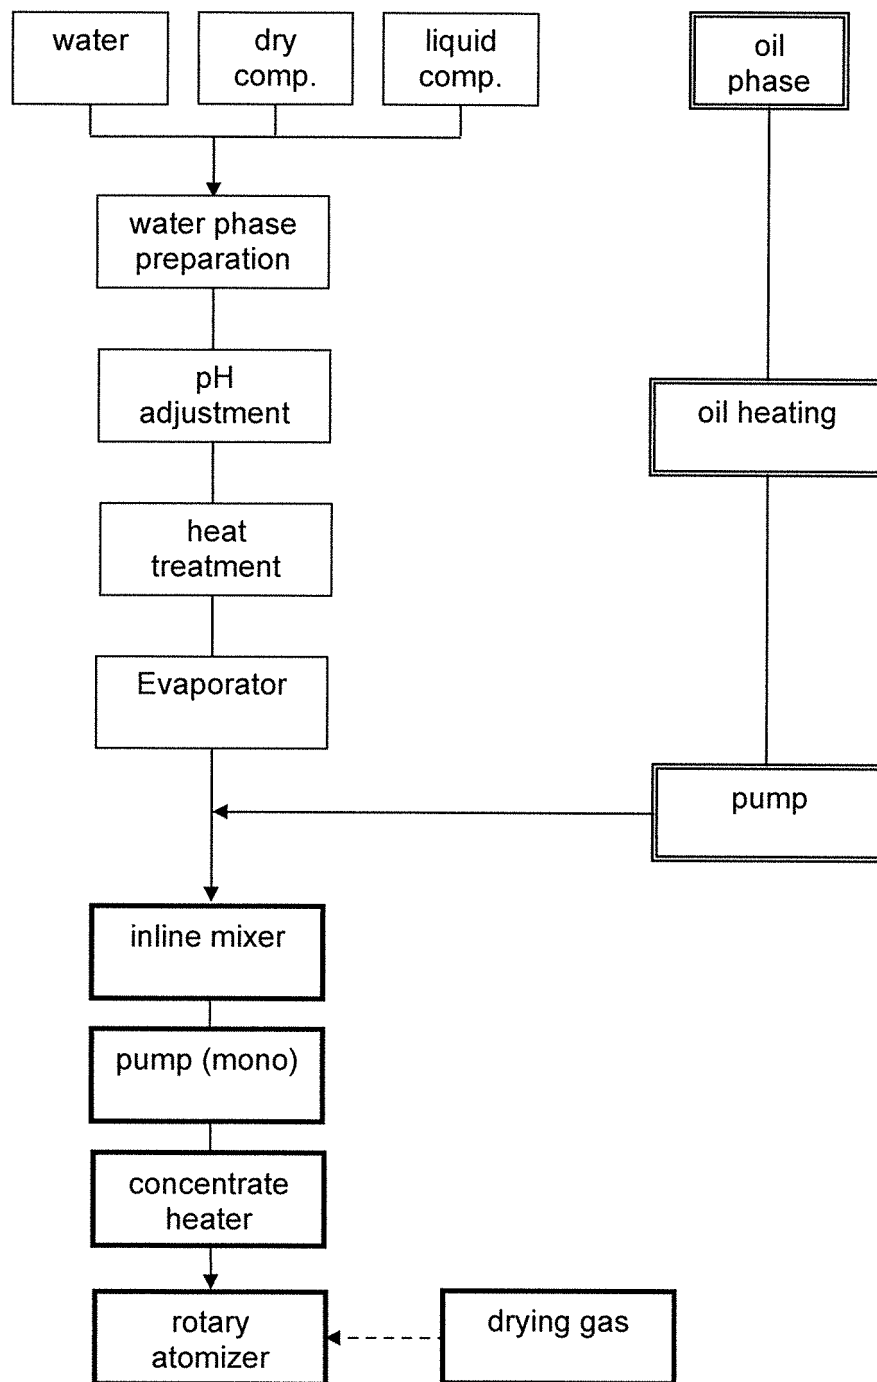 water
dry
comp.
liquid
comp.
oil
phase
water phase
preparation
pH
adjustment
oil heating
heat
treatment
Evaporator
pump
inline mixer
pump (mono)
concentrate
heater
rotary
atomizer
drying gas